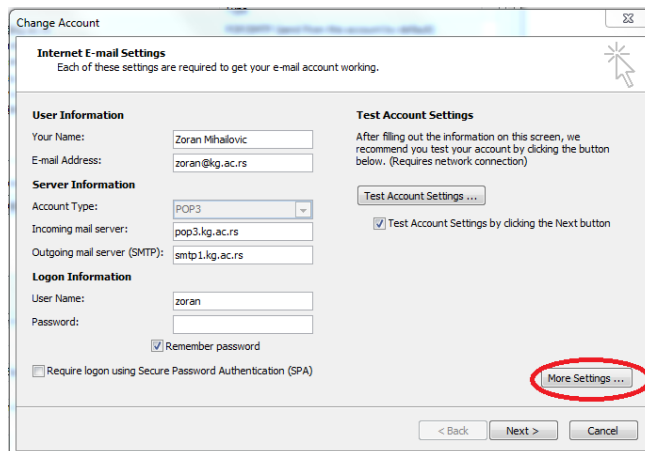 Change Account
Internet E-mail Settings
Each of these settings are required to get your e-mail account working.
User Information
Your Name:
Zoran Mihailovic
E-mail Address:
zoran@kg.ac.rs
Server Information
Account Type:
POP3
Incoming mail server:
pop3.kg.ac.rs
Outgoing mail server (SMTP):
smtp1.kg.ac.rs
Logon Information
User Name:
zoran
Password:
Remember password
Require logon using Secure Password Authentication (SPA)
Test Account Settings
After filling out the information on this screen, we
recommend you test your account by clicking the button
below. (Requires network connection)
Test Account Settings ...
Test Account Settings by clicking the Next button
More Settings ...
< Back
Next >
Cancel